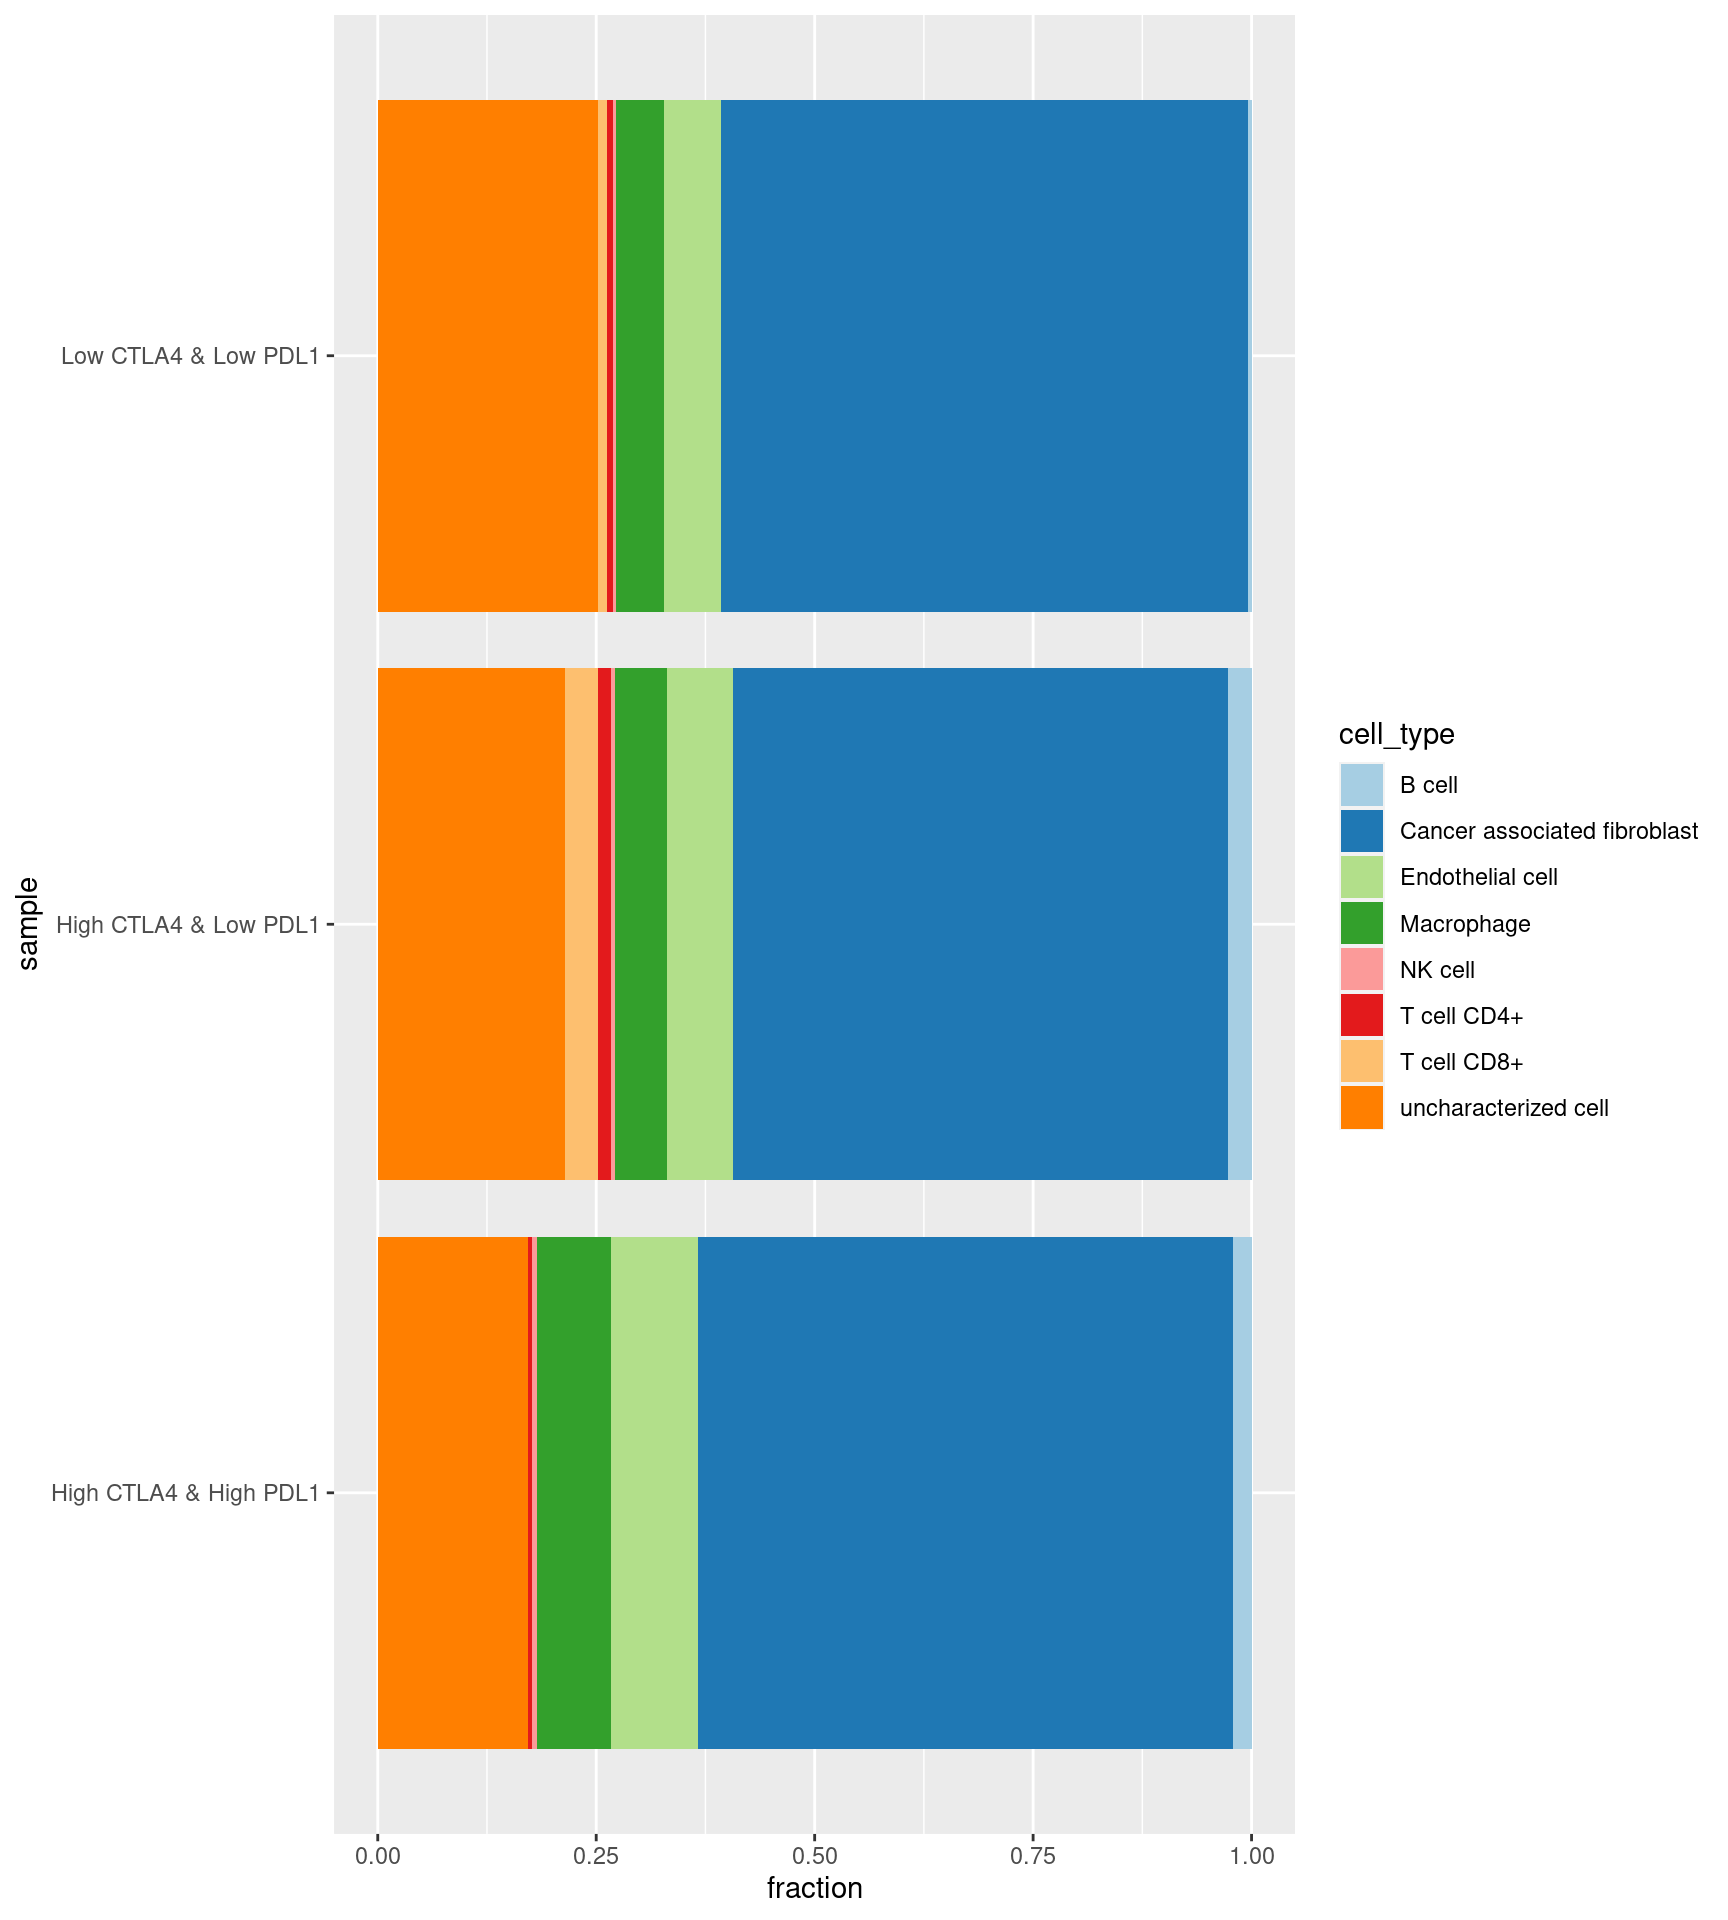 Low CTLA4 & Low PDL1
High CTLA4 & Low PDL1
High CTLA4 & High PDL1
sample
0.00
0.25
0.50
0.75
1.00
fraction
cell_type
B cell
Cancer associated fibroblast
Endothelial cell
Macrophage
NK cell
T cell CD4+
T cell CD8+
uncharacterized cell